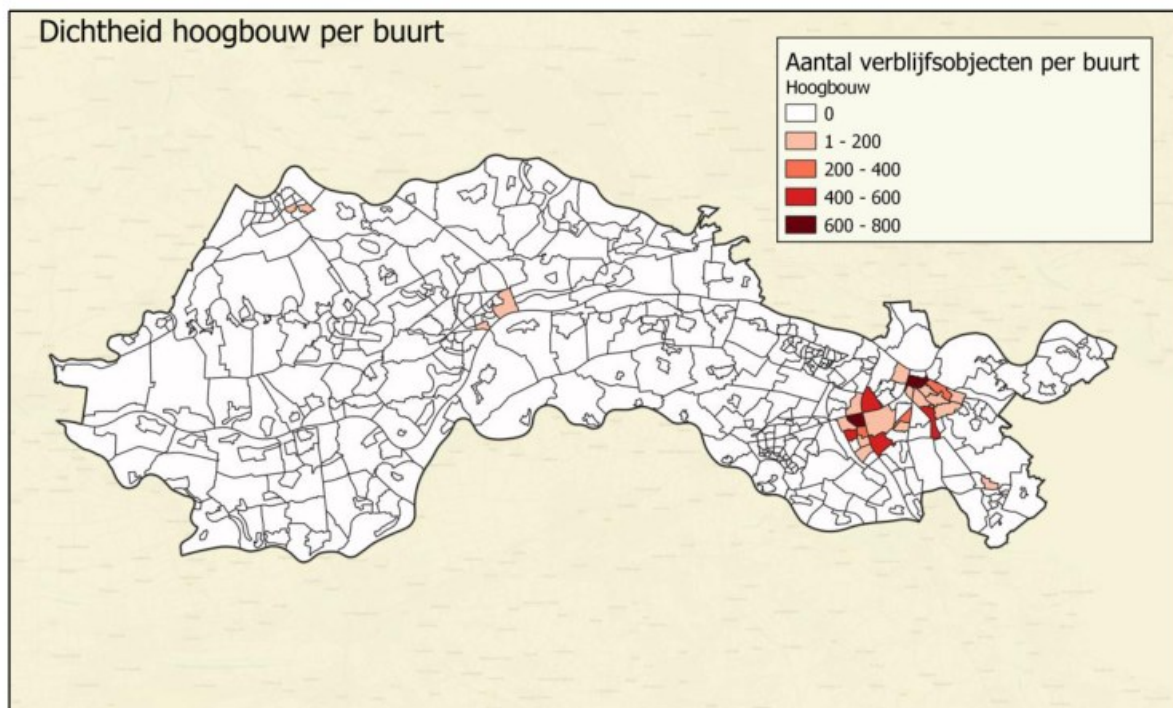 Dichtheid hoogbouw per buurt
Aantal verblijfsobjecten per buurt
Hoogbouw
0
1 - 200
200 - 400
400 - 600
600 - 800